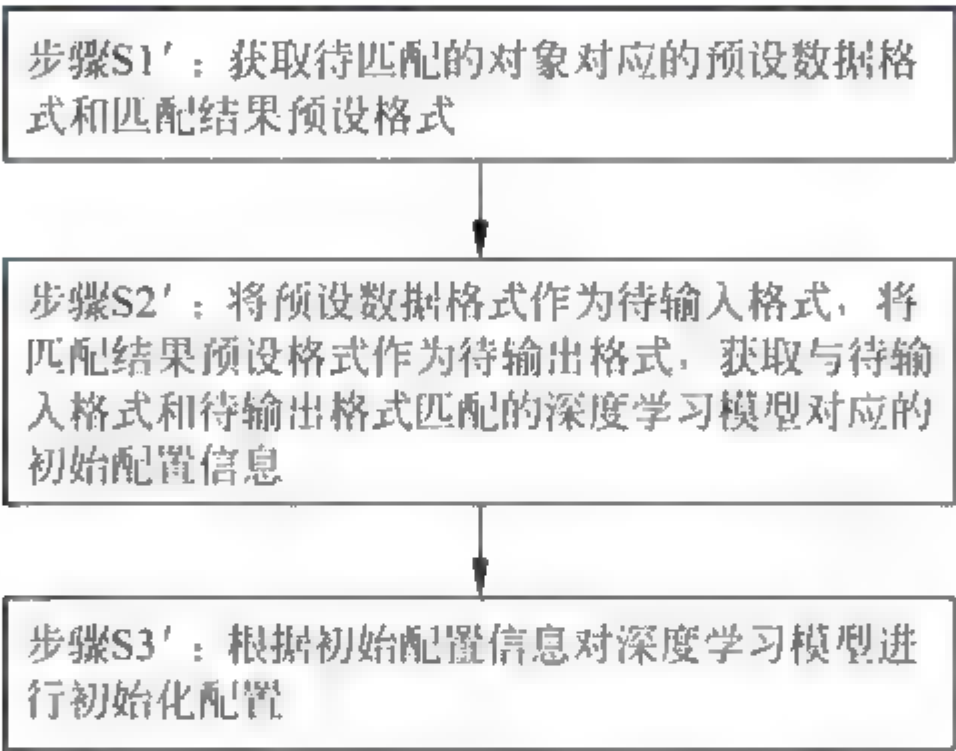 步骤S1′：获取待匹配的对象对应的预设数据格
式和匹配结果预设格式
步骤S2′：将预设数据格式作为待输入格式，将
匹配结果预设格式作为待输出格式，获取与待输
入格式和待输出格式匹配的深度学习模型对应的
初始配置信息
步骤S3′：根据初始配置信息对深度学习模型进
行初始化配置